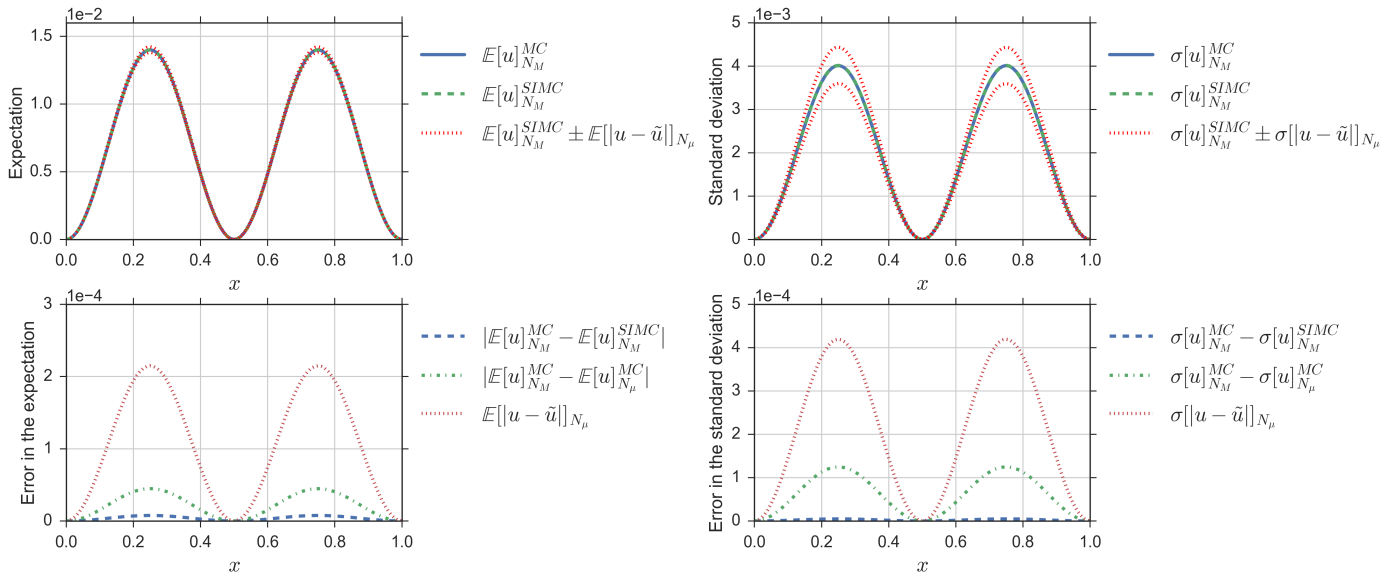 1e−2
Expectation
1.5
1.0
0.5
0.0
0.0 0.2 0.4 0.6 0.8 1.0
x
𝔼[u]_{N_M}^{MC}
𝔼[u]_{N_M}^{SIMC}
𝔼[u]_{N_M}^{SIMC} ± 𝔼[|u − ũ|]_{N_μ}
1e−3
Standard deviation
5
4
3
2
1
0
0.0 0.2 0.4 0.6 0.8 1.0
x
σ[u]_{N_M}^{MC}
σ[u]_{N_M}^{SIMC}
σ[u]_{N_M}^{SIMC} ± σ[|u − ũ|]_{N_μ}
1e−4
Error in the expectation
3
2
1
0
0.0 0.2 0.4 0.6 0.8 1.0
x
|𝔼[u]_{N_M}^{MC} − 𝔼[u]_{N_M}^{SIMC}|
|𝔼[u]_{N_M}^{MC} − 𝔼[u]_{N_μ}^{MC}|
𝔼[|u − ũ|]_{N_μ}
1e−4
Error in the standard deviation
5
4
3
2
1
0
0.0 0.2 0.4 0.6 0.8 1.0
x
σ[u]_{N_M}^{MC} − σ[u]_{N_M}^{SIMC}
σ[u]_{N_M}^{MC} − σ[u]_{N_μ}^{MC}
σ[|u − ũ|]_{N_μ}